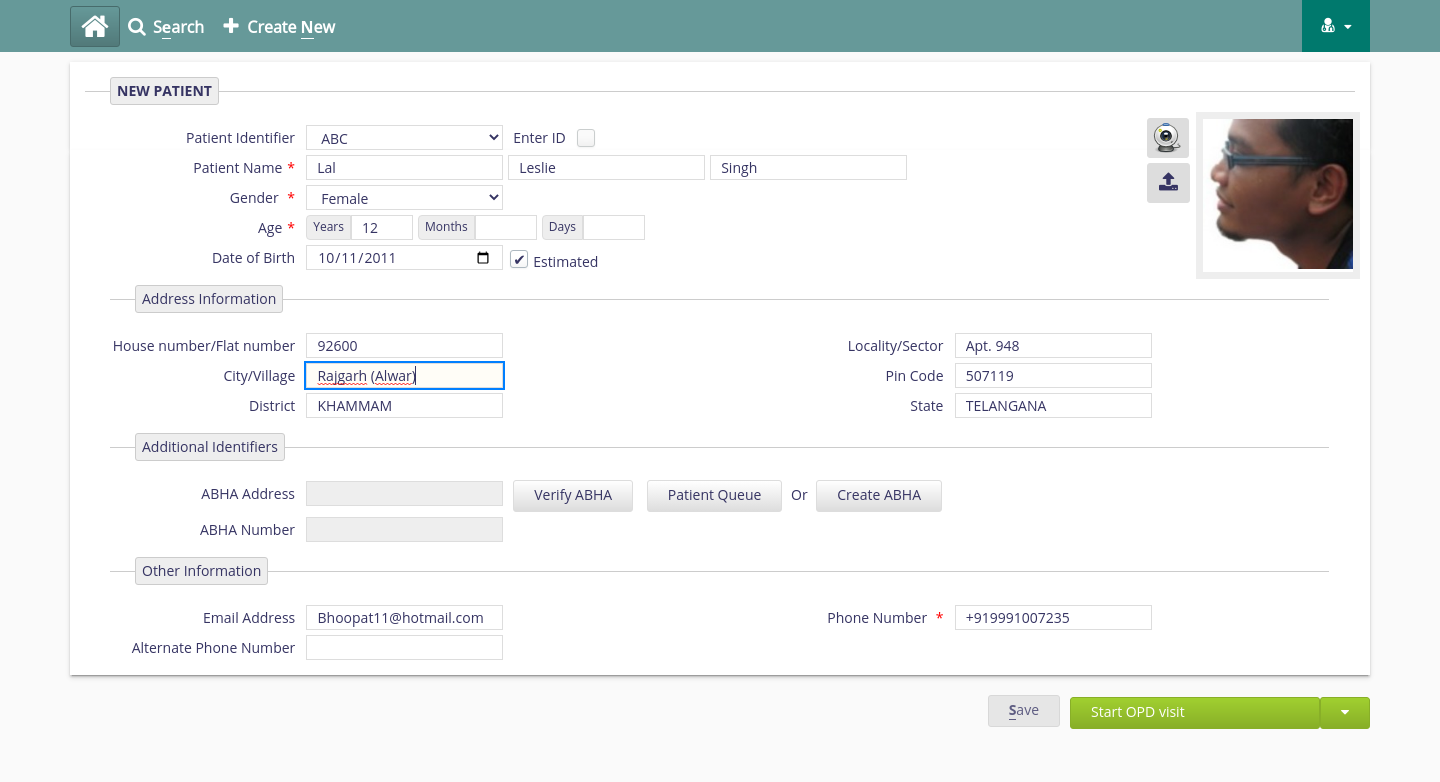 Search Create New
NEW PATIENT
Patient Identifier ABC Enter ID
Patient Name * Lal Leslie Singh
Gender * Female
Age * Years 12 Months Days
Date of Birth 10/11/2011 ✔ Estimated
Address Information
House number/Flat number 92600 Locality/Sector Apt. 948
City/Village Rajgarh (Alwar) Pin Code 507119
District KHAMMAM State TELANGANA
Additional Identifiers
ABHA Address Verify ABHA Patient Queue Or Create ABHA
ABHA Number
Other Information
Email Address Bhoopat11@hotmail.com Phone Number * +919991007235
Alternate Phone Number
Save Start OPD visit